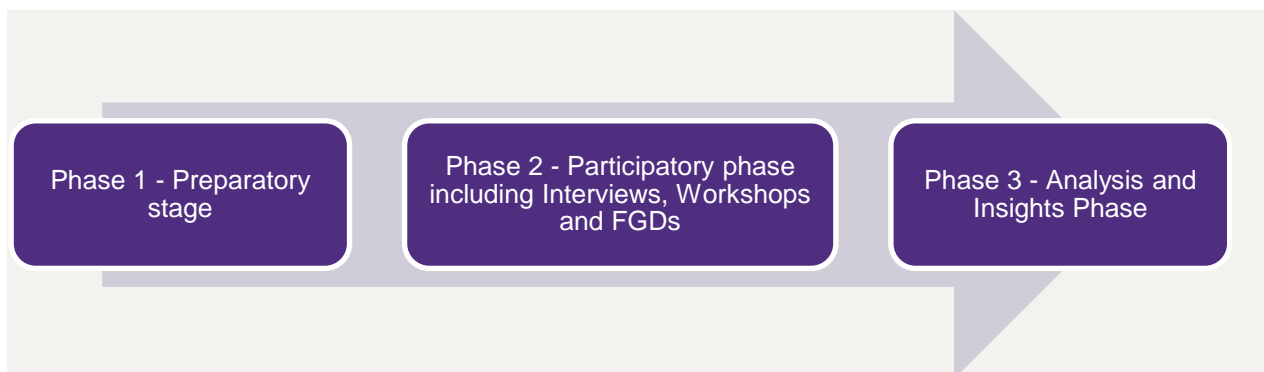 Phase 1 - Preparatory
stage
Phase 2 - Participatory phase
including Interviews, Workshops
and FGDs
Phase 3 - Analysis and
Insights Phase